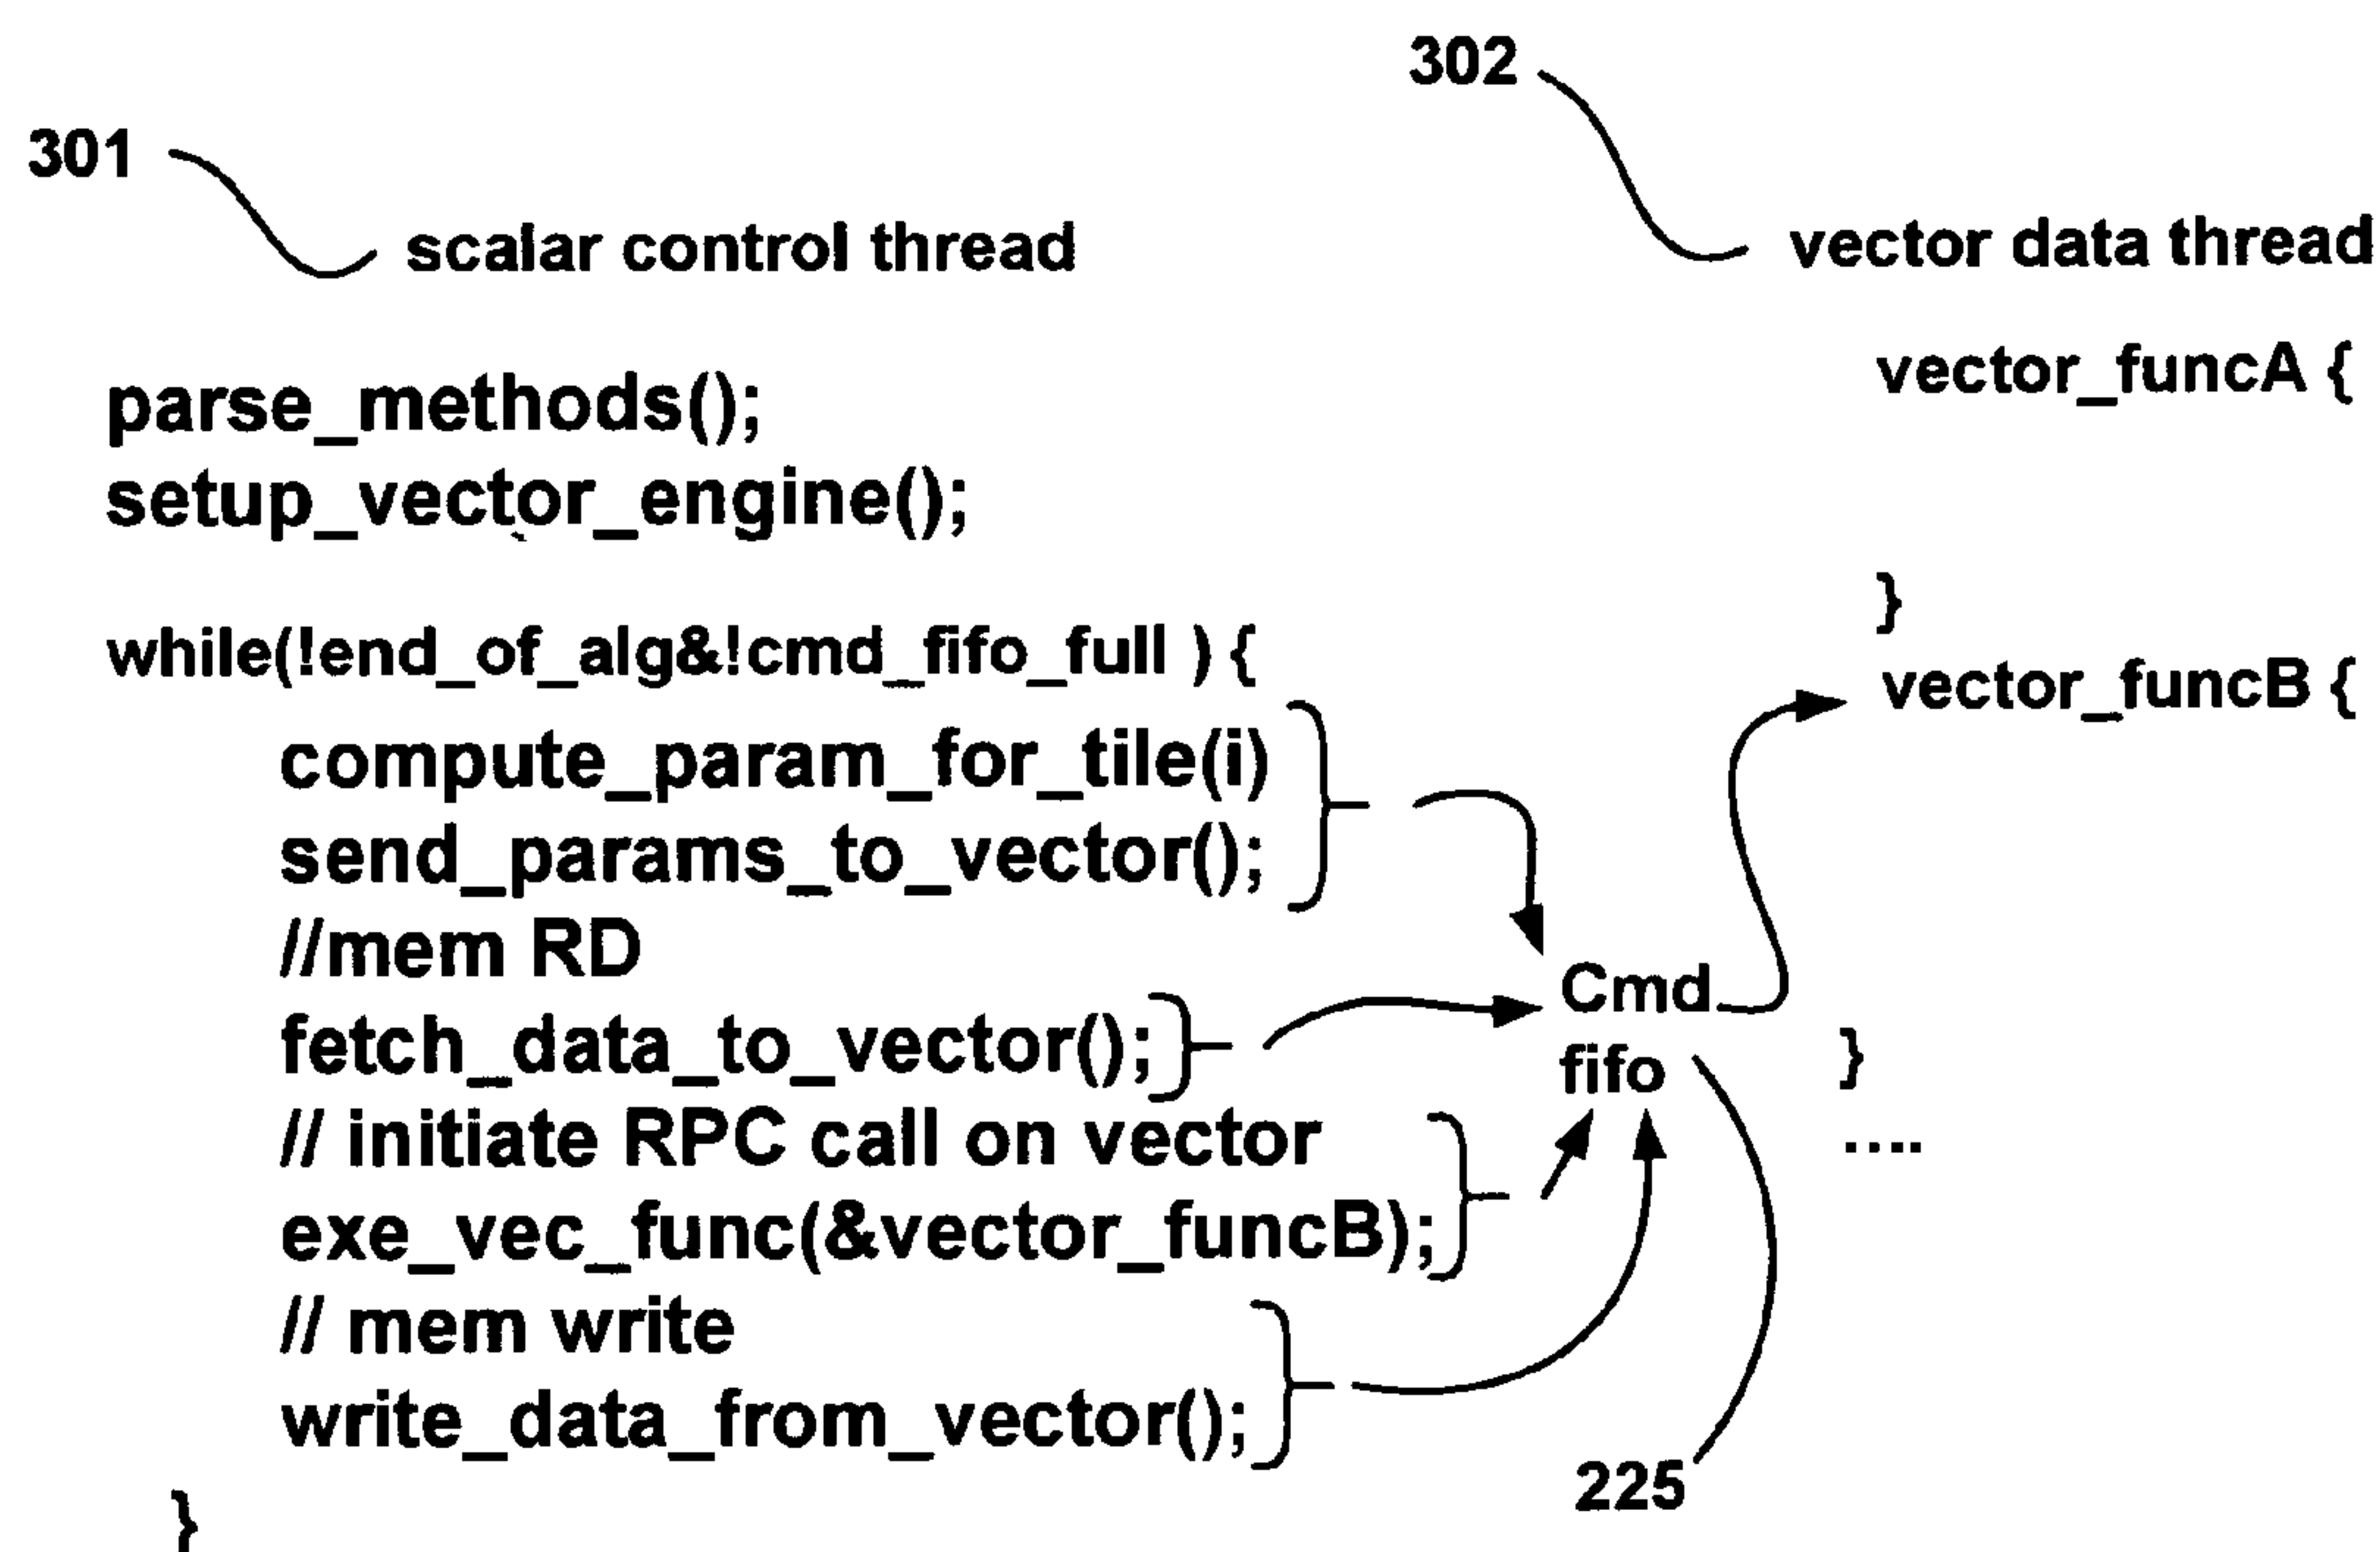 302
301
scalar control thread
vector data thread
parse_methods();
setup_vector_engine();
while(!end_of_alg&!cmd_fifo_full ) {
compute_param_for_tile(i)
send_params_to_vector();
//mem RD
fetch_data_to_vector();
// initiate RPC call on vector
exe_vec_func(&vector_funcB);
// mem write
write_data_from_vector();
}
Cmd
fifo
225
vector_funcA {
}
vector_funcB {
}
....